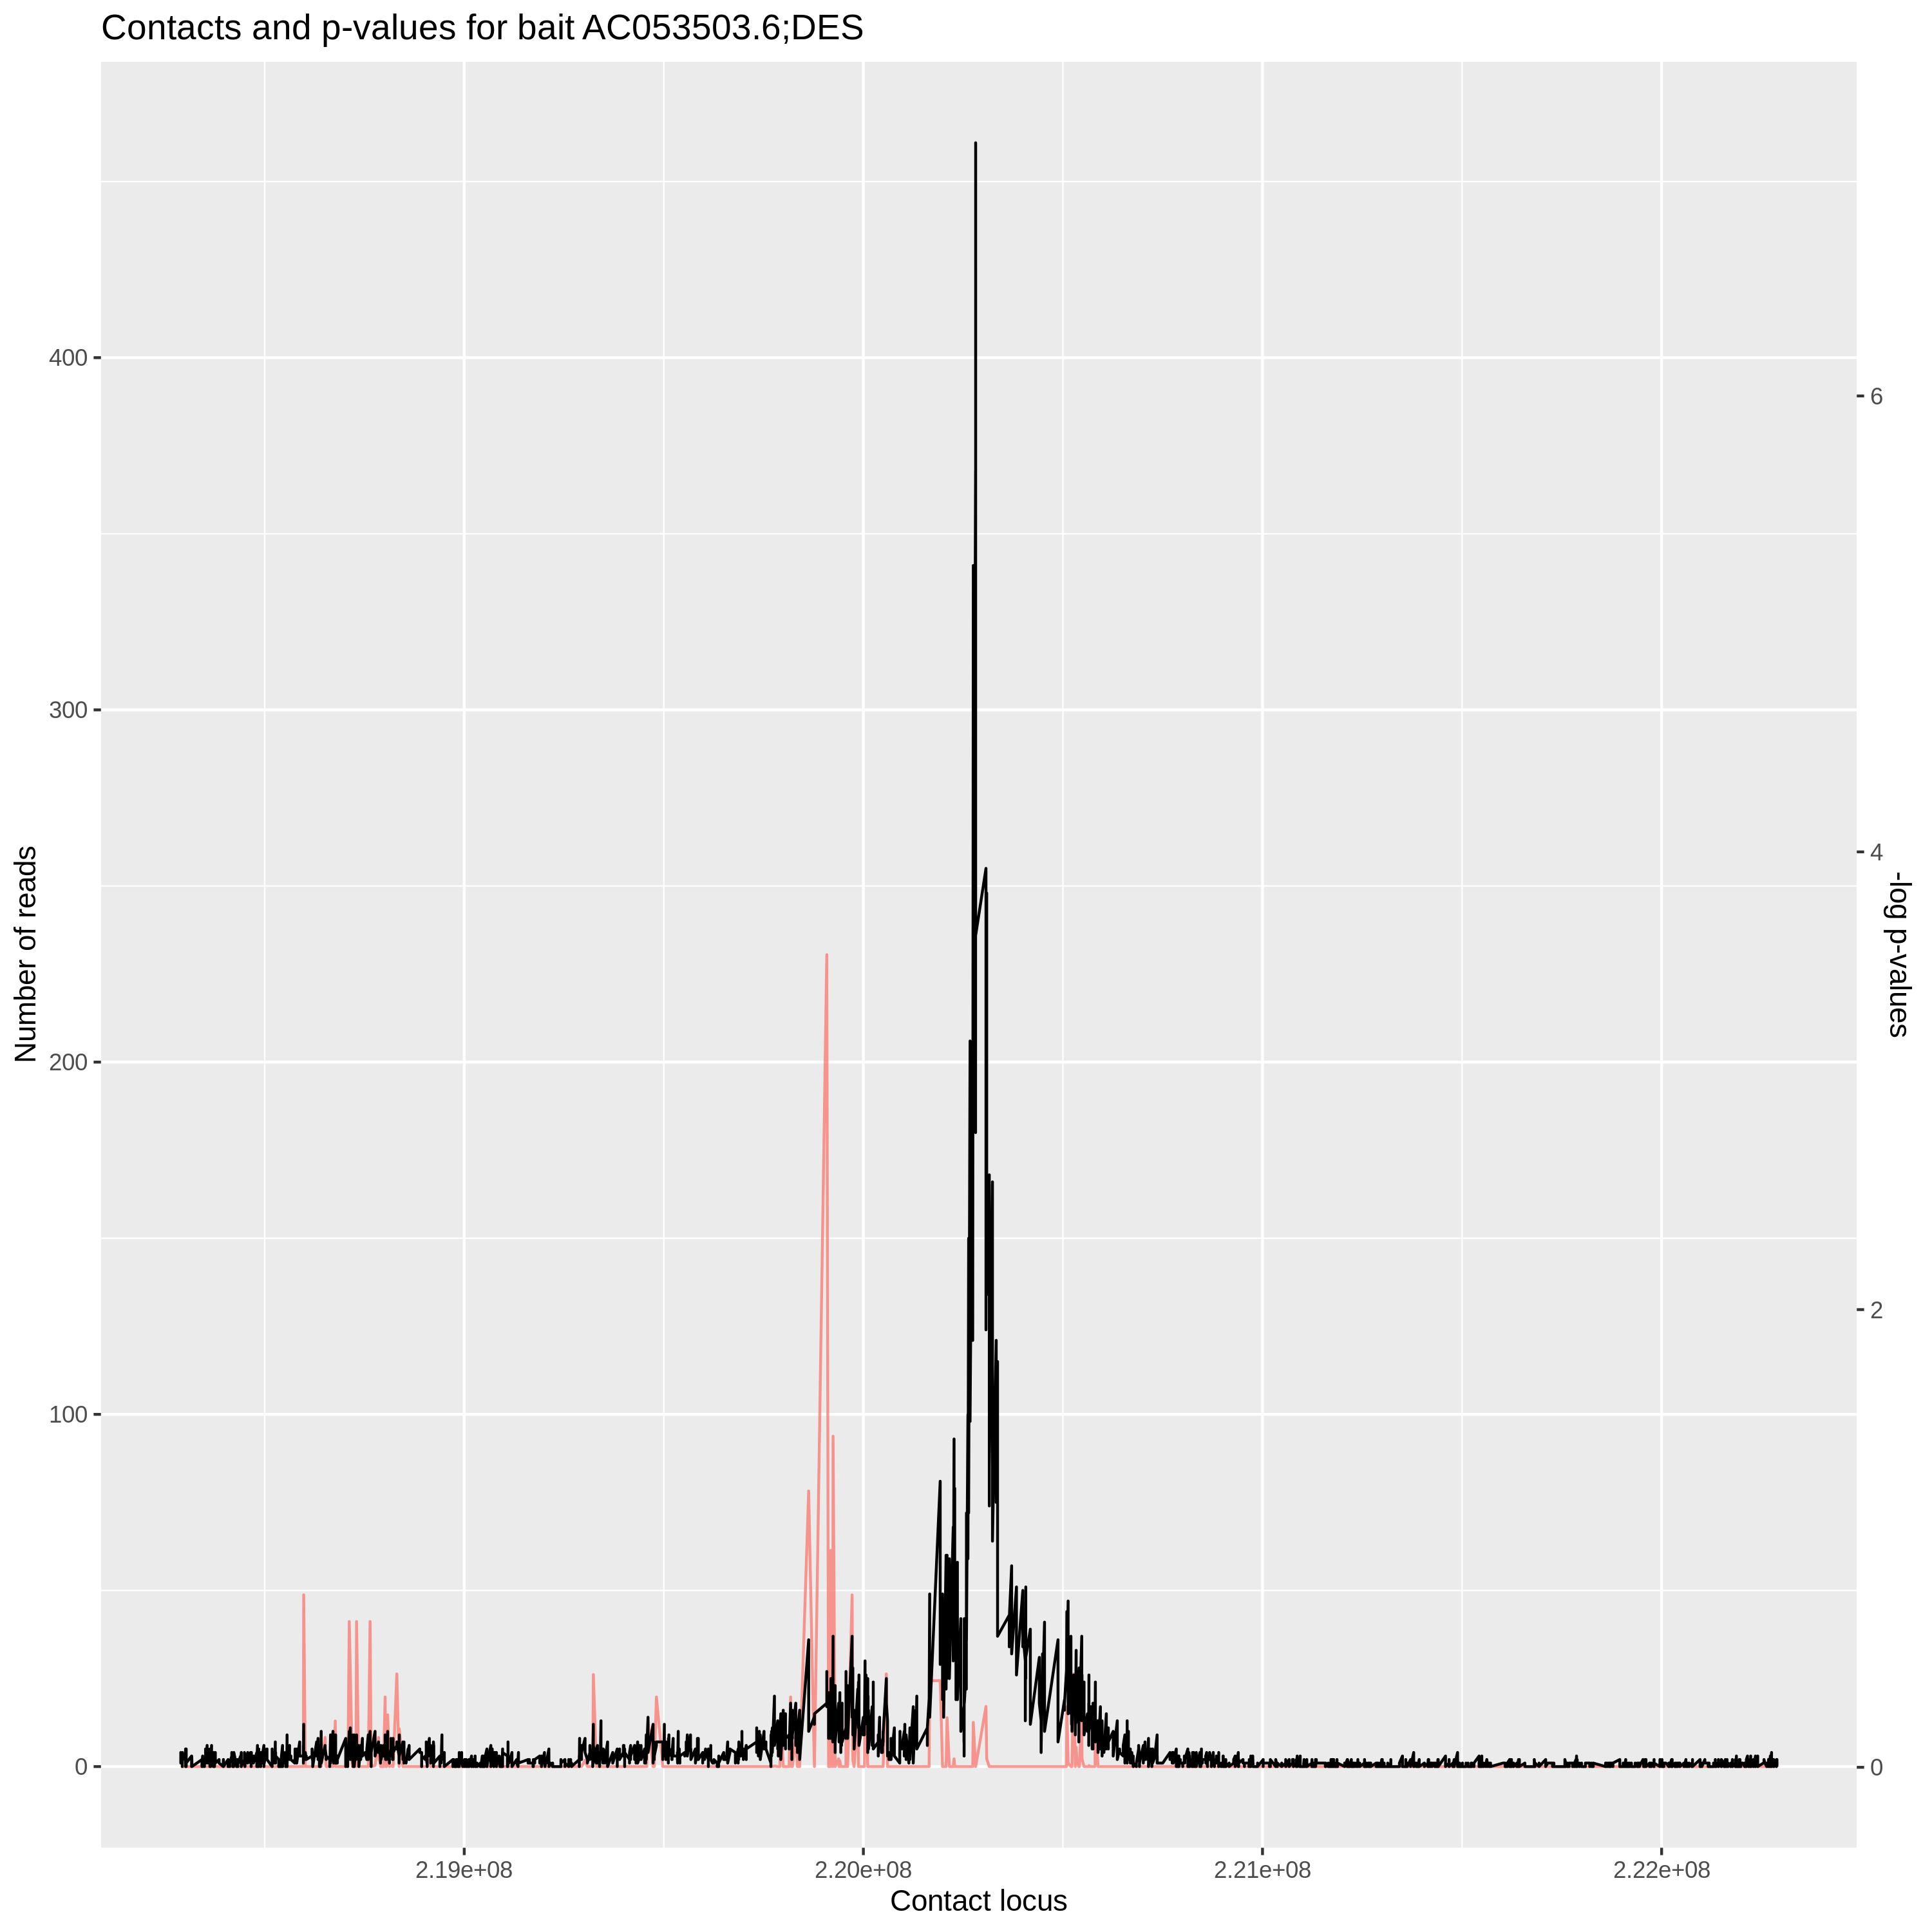 Contacts and p-values for bait AC053503.6;DES
Number of reads
400
300
200
100
0
6
4
2
0
-log p-values
2.19e+08
2.20e+08
2.21e+08
2.22e+08
Contact locus